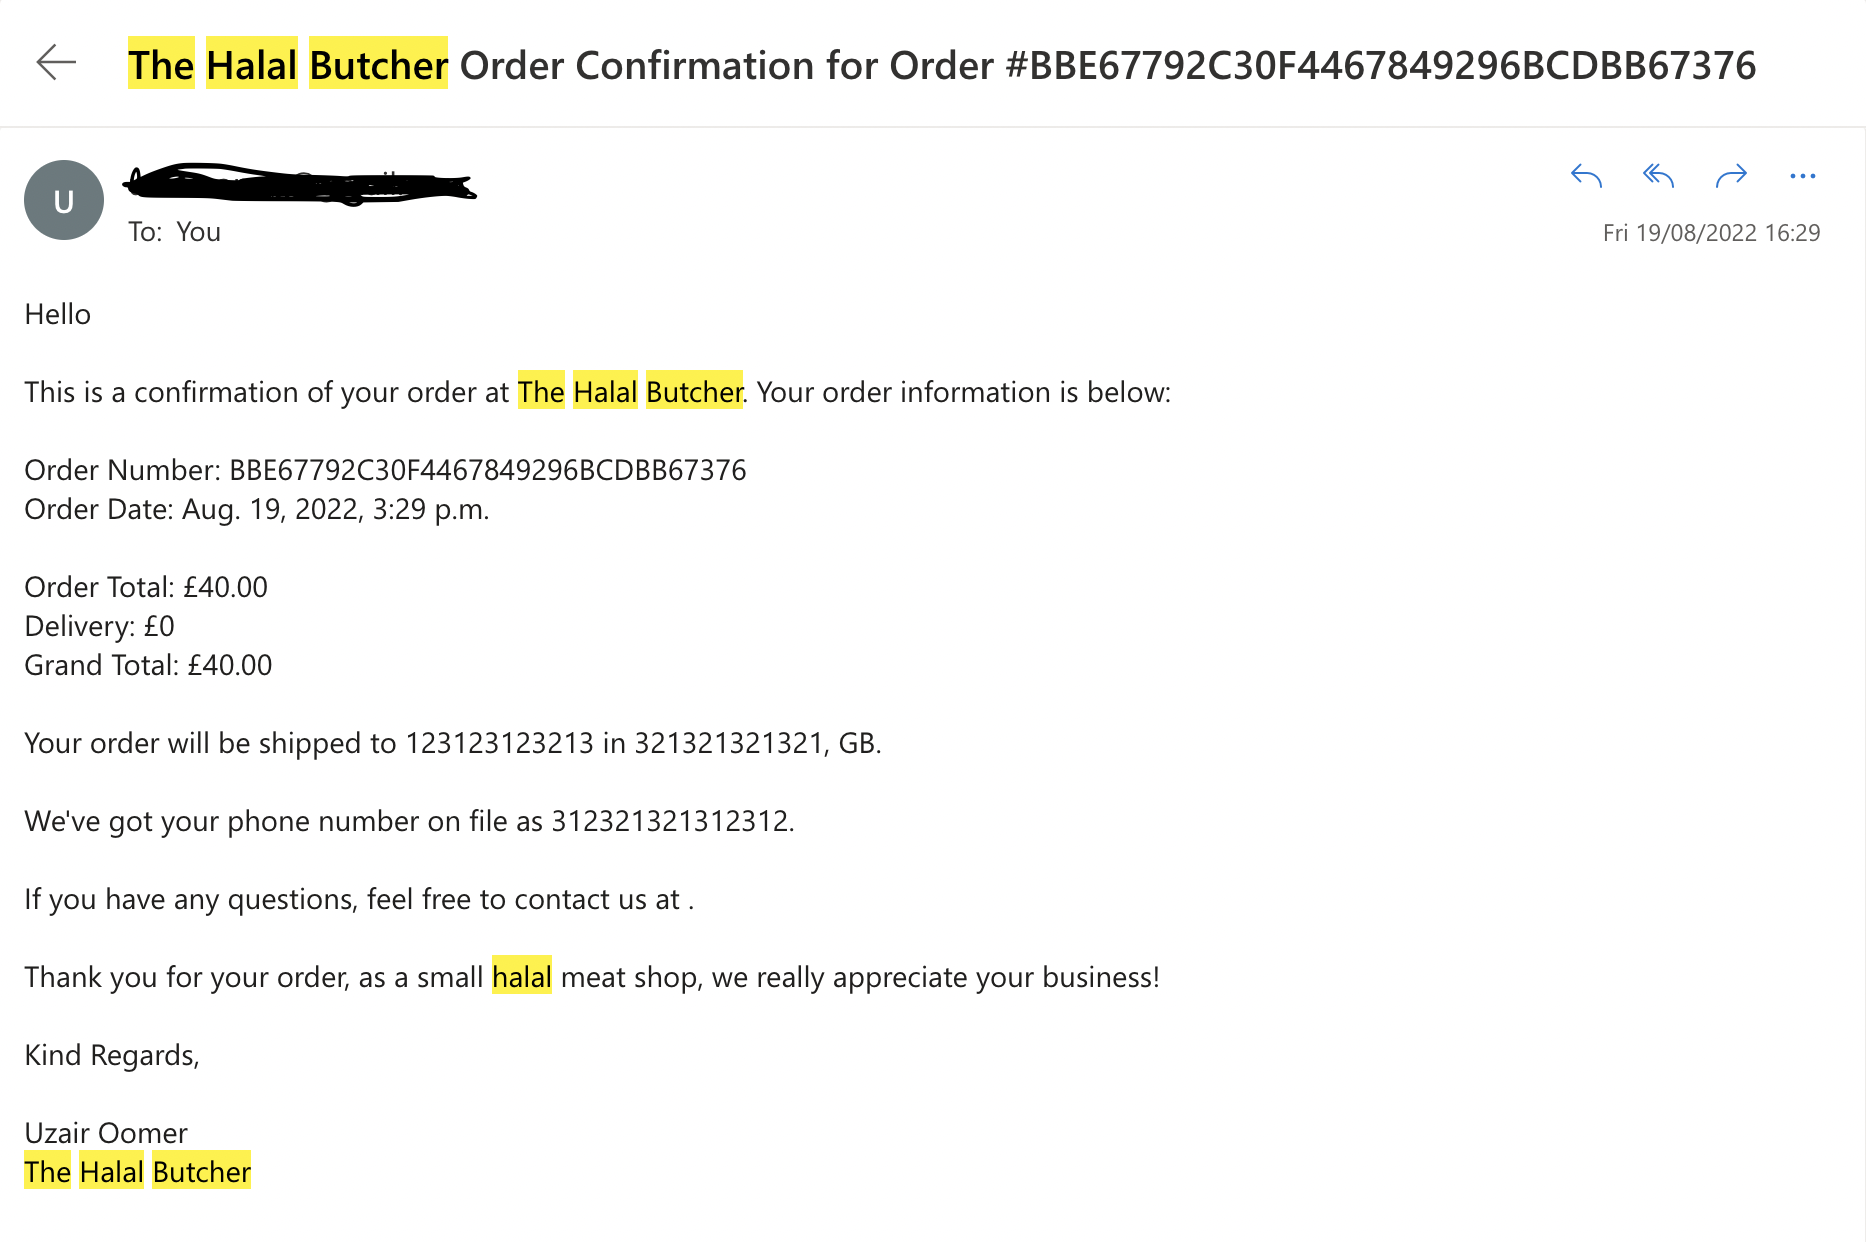 The Halal Butcher Order Confirmation for Order #BBE67792C30F4467849296BCDBB67376
U
To: You
Fri 19/08/2022 16:29
Hello
This is a confirmation of your order at The Halal Butcher. Your order information is below:
Order Number: BBE67792C30F4467849296BCDBB67376
Order Date: Aug. 19, 2022, 3:29 p.m.
Order Total: £40.00
Delivery: £0
Grand Total: £40.00
Your order will be shipped to 123123123213 in 321321321321, GB.
We've got your phone number on file as 312321321312312.
If you have any questions, feel free to contact us at .
Thank you for your order, as a small halal meat shop, we really appreciate your business!
Kind Regards,
Uzair Oomer
The Halal Butcher